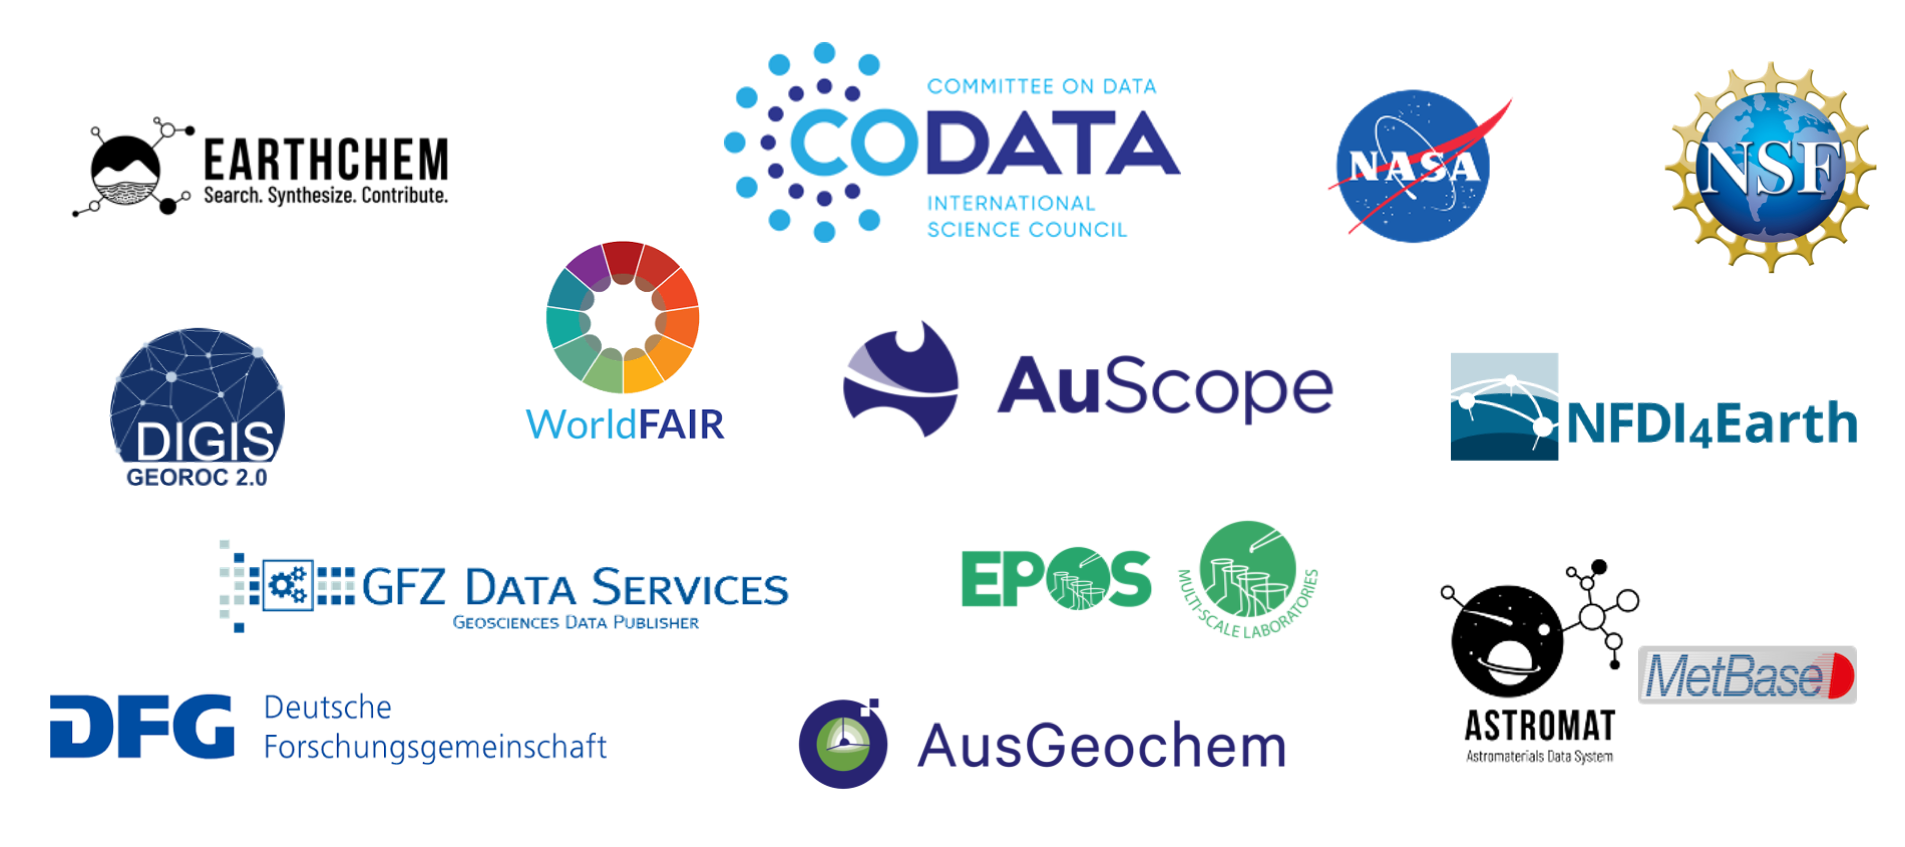 COMMITTEE ON DATA
CODATA
INTERNATIONAL
SCIENCE COUNCIL
EARTHCHEM
Search. Synthesize. Contribute.
NASA
NSF
WorldFAIR
DIGIS
GEOROC 2.0
AuScope
NFDI4Earth
GFZ DATA SERVICES
GEOSCIENCES DATA PUBLISHER
EPOS
MULTI-SCALE LABORATORIES
ASTROMAT
Astromaterials Data System
MetBase
DFG
Deutsche
Forschungsgemeinschaft
AusGeochem